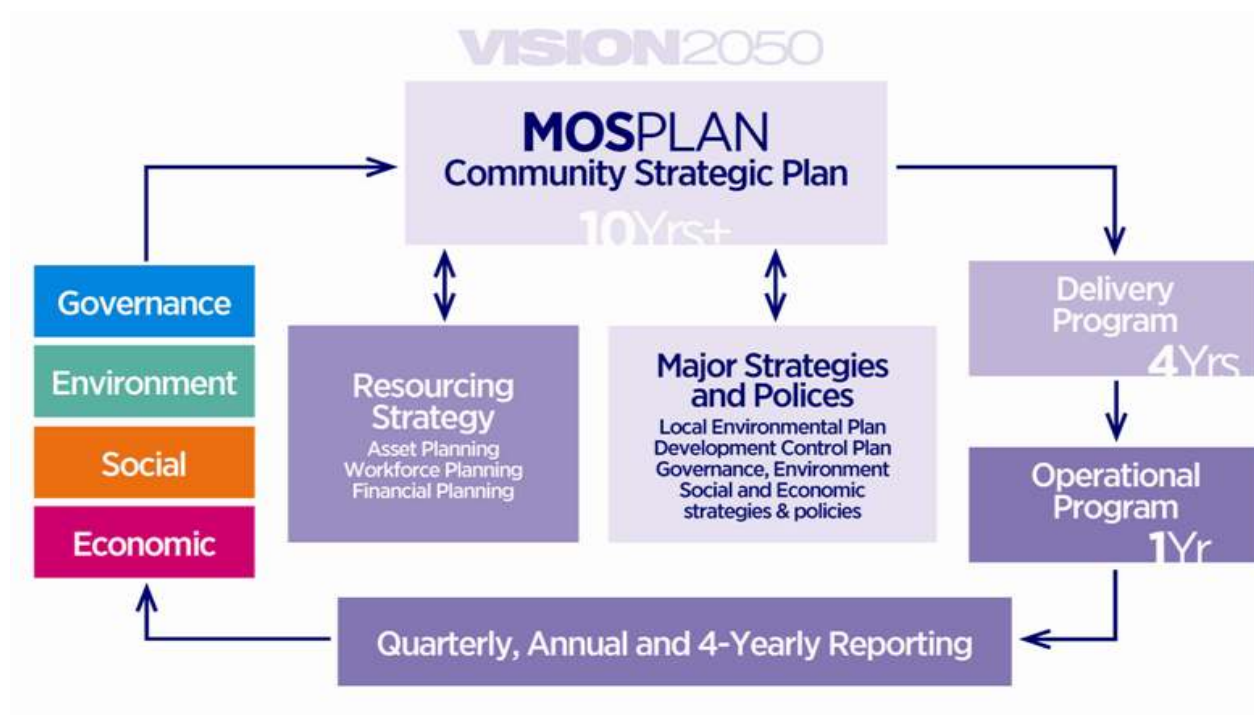 VISION2050
MOSPLAN
Community Strategic Plan
10Yrs+
Governance
Environment
Social
Economic
Resourcing
Strategy
Asset Planning
Workforce Planning
Financial Planning
Major Strategies
and Polices
Local Environmental Plan
Development Control Plan
Governance, Environment
Social and Economic
strategies & policies
Delivery
Program
4Yrs
Operational
Program
1Yr
Quarterly, Annual and 4-Yearly Reporting